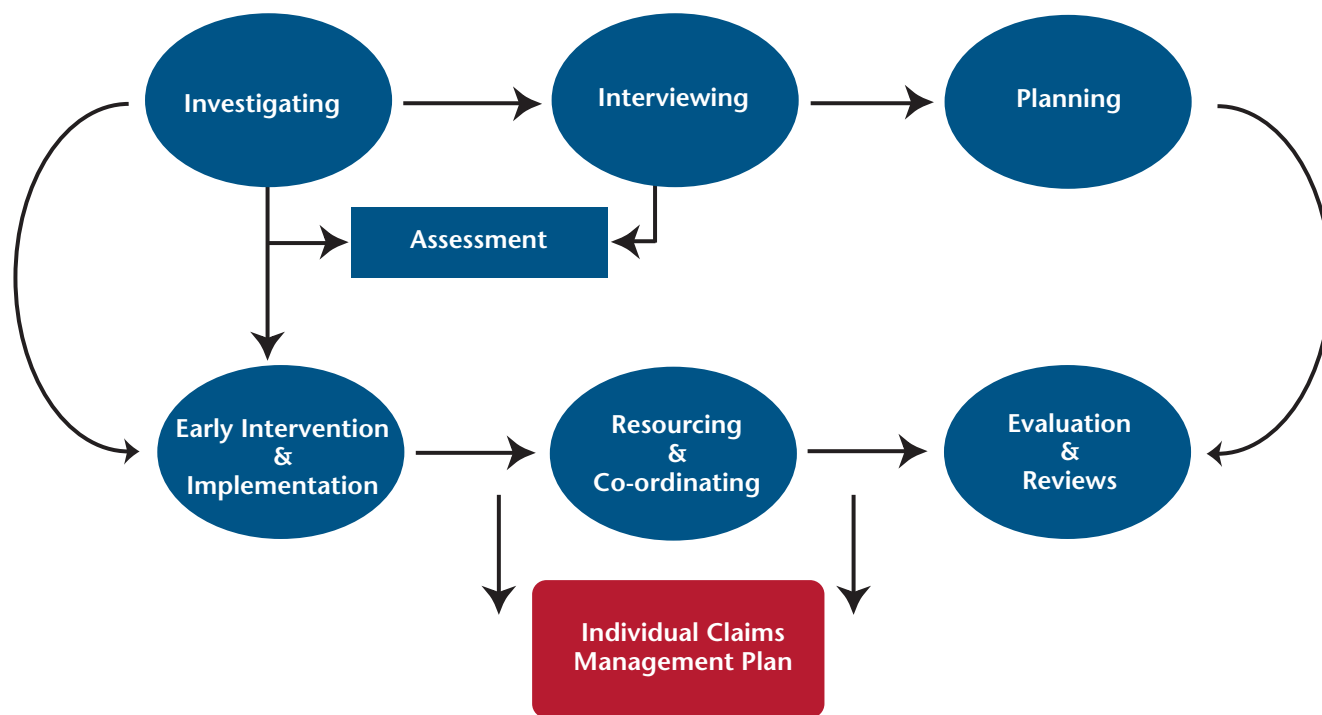 Investigating
Interviewing
Planning
Assessment
Early Intervention
&
Implementation
Resourcing
&
Co-ordinating
Evaluation
&
Reviews
Individual Claims
Management Plan